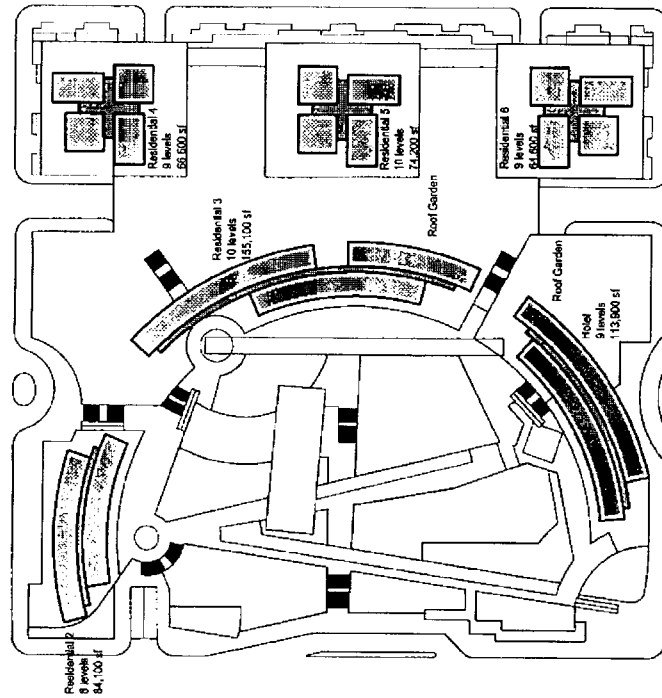 Residential 4
9 levels
66,600 sf
Residential 5
10 levels
74,200 sf
Residential 6
9 levels
64,600 sf
Residential 3
10 levels
155,100 sf
Roof Garden
Roof Garden
Hotel
9 levels
113,800 sf
Residential 2
8 levels
84,100 sf